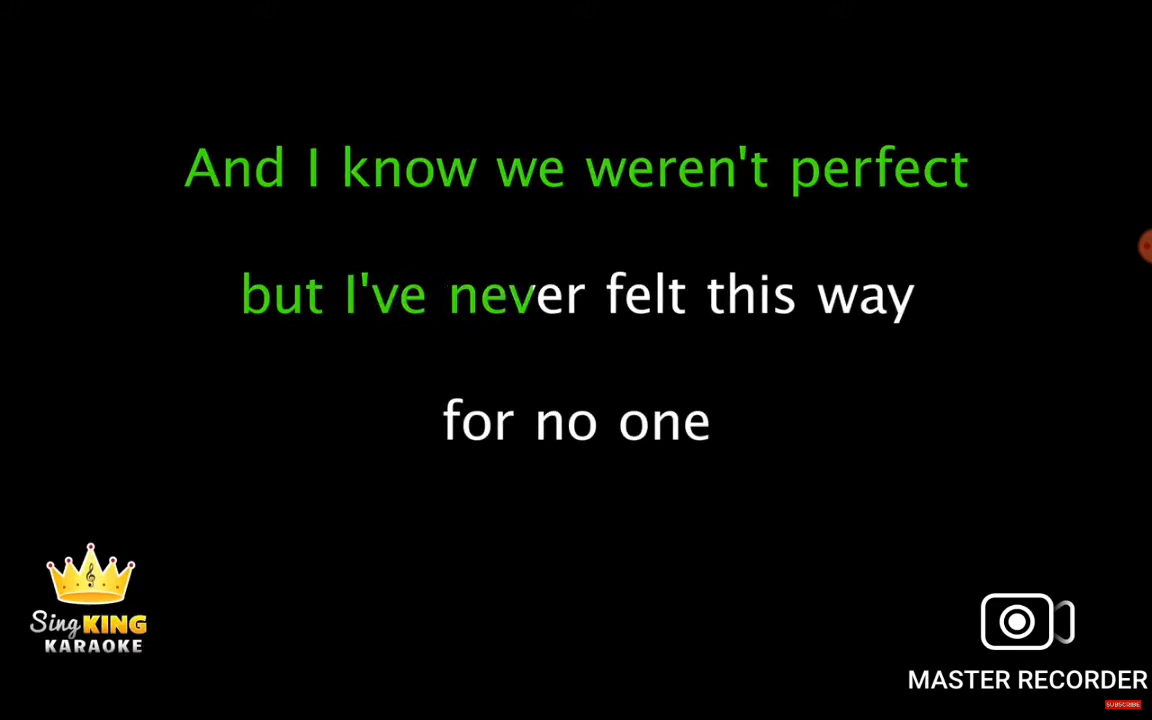 And I know we weren't perfect
but I've never felt this way
for no one
Sing KING
KARAOKE
MASTER RECORDER
SUBSCRIBE